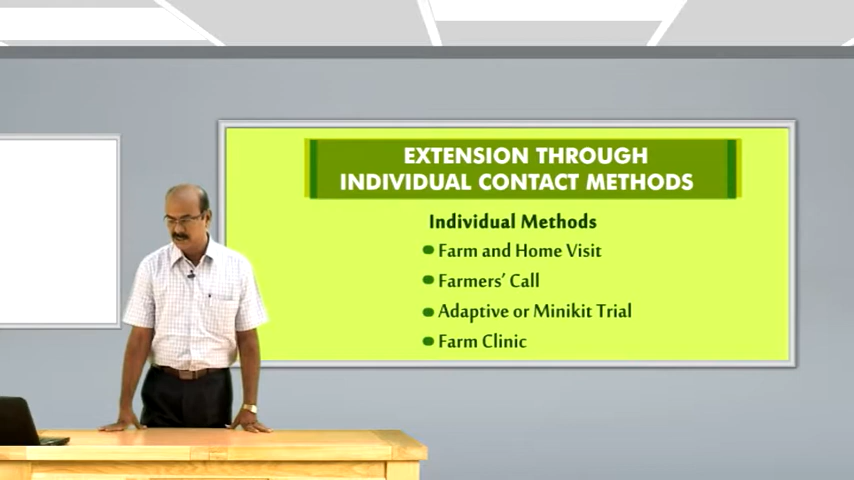 EXTENSION THROUGH
INDIVIDUAL CONTACT METHODS
Individual Methods
Farm and Home Visit
Farmers' Call
Adaptive or Minikit Trial
Farm Clinic